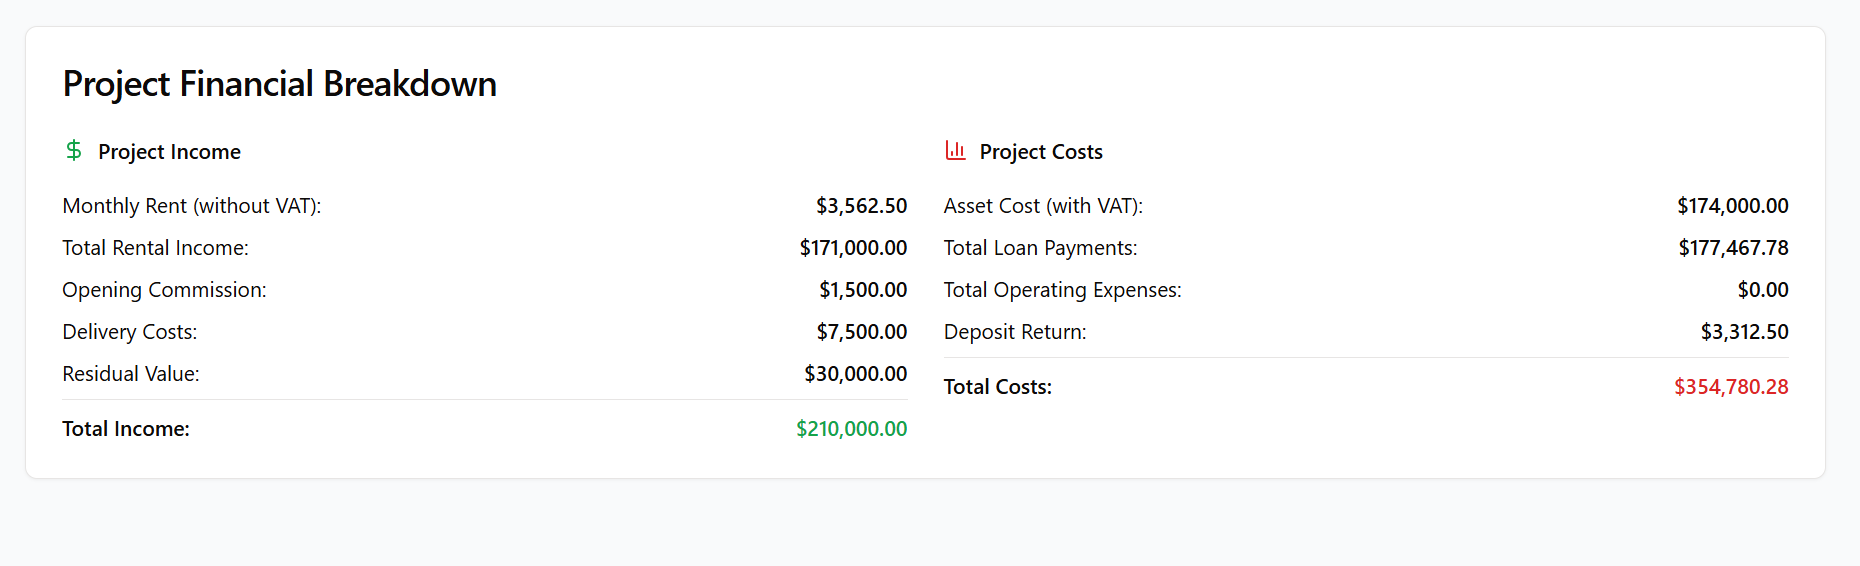 Project Financial Breakdown
Project Income
Monthly Rent (without VAT): $3,562.50
Total Rental Income: $171,000.00
Opening Commission: $1,500.00
Delivery Costs: $7,500.00
Residual Value: $30,000.00
Total Income: $210,000.00
Project Costs
Asset Cost (with VAT): $174,000.00
Total Loan Payments: $177,467.78
Total Operating Expenses: $0.00
Deposit Return: $3,312.50
Total Costs: $354,780.28